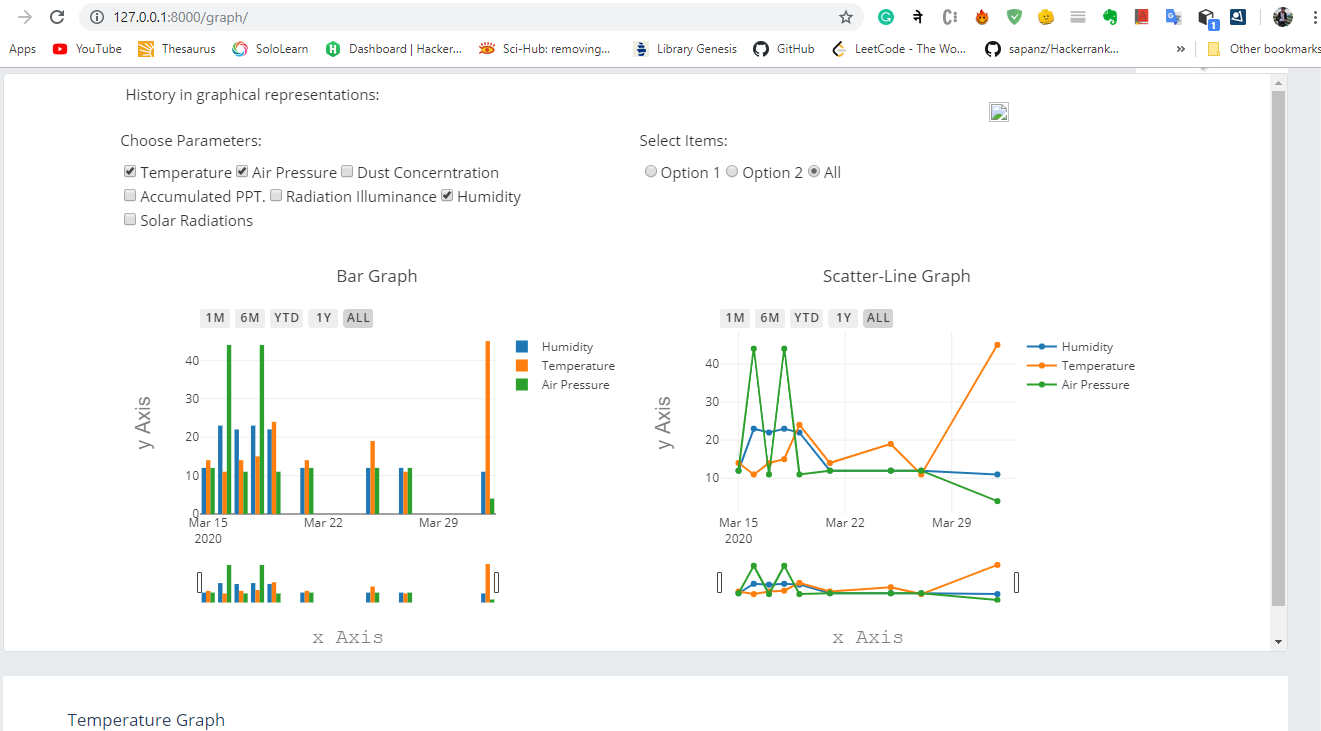 127.0.0.1:8000/graph/
Apps YouTube Thesaurus SoloLearn Dashboard | Hacker... Sci-Hub: removing... Library Genesis GitHub LeetCode - The Wo... sapanz/Hackerrank... » Other bookmarks
History in graphical representations:
Choose Parameters:
Temperature Air Pressure Dust Concerntration
Accumulated PPT. Radiation Illuminance Humidity
Solar Radiations
Select Items:
Option 1 Option 2 All
Bar Graph
1M 6M YTD 1Y ALL
Humidity
Temperature
Air Pressure
y Axis
40
30
20
10
0
Mar 15 Mar 22 Mar 29
2020
x Axis
Scatter-Line Graph
1M 6M YTD 1Y ALL
Humidity
Temperature
Air Pressure
y Axis
40
30
20
10
Mar 15 Mar 22 Mar 29
2020
x Axis
Temperature Graph